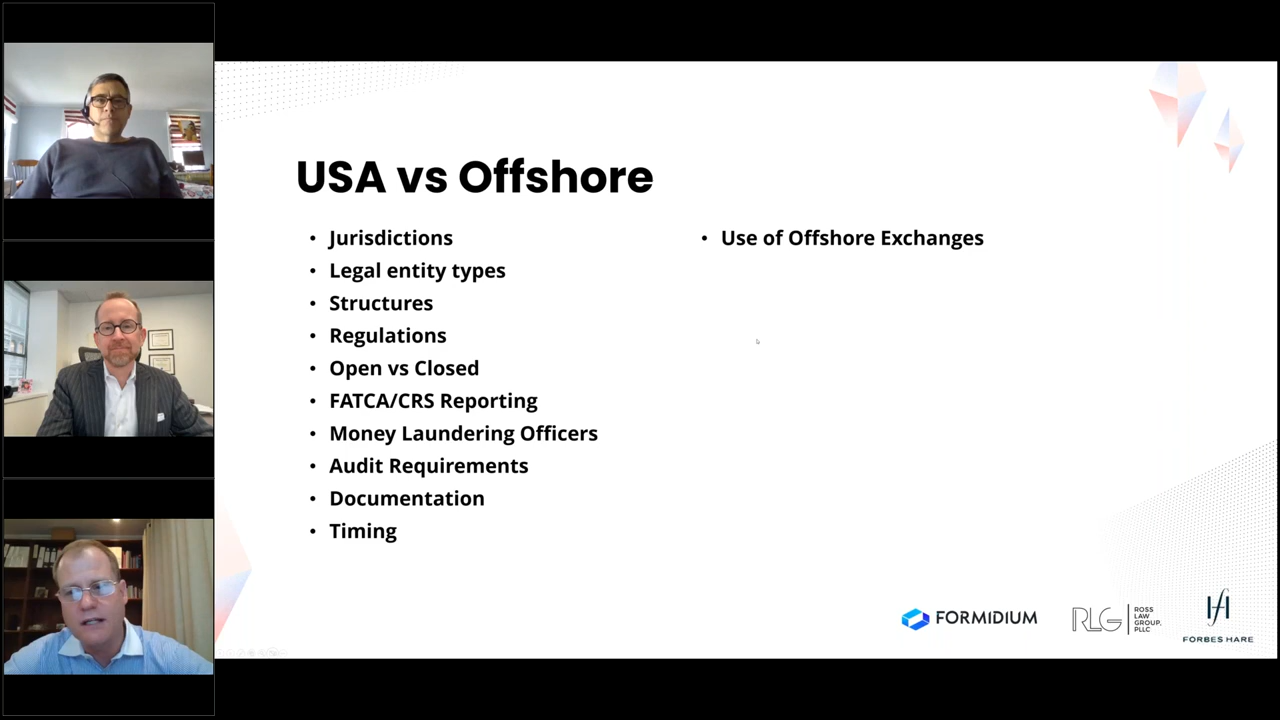 USA vs Offshore
• Jurisdictions
• Legal entity types
• Structures
• Regulations
• Open vs Closed
• FATCA/CRS Reporting
• Money Laundering Officers
• Audit Requirements
• Documentation
• Timing
• Use of Offshore Exchanges
FORMIDIUM
RLG
ROSS
LAW
GROUP,
PLLC
FORBES HARE